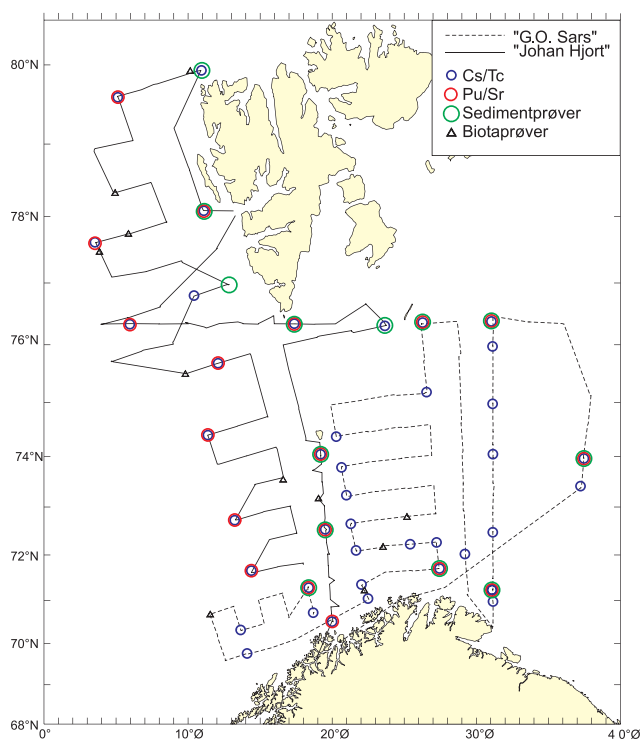 "G.O. Sars"
"Johan Hjort"
Cs/Tc
Pu/Sr
Sedimentprøver
Biotaprøver
80°N
78°N
76°N
74°N
72°N
70°N
68°N
0° 10°Ø 20°Ø 30°Ø 4 0°Ø